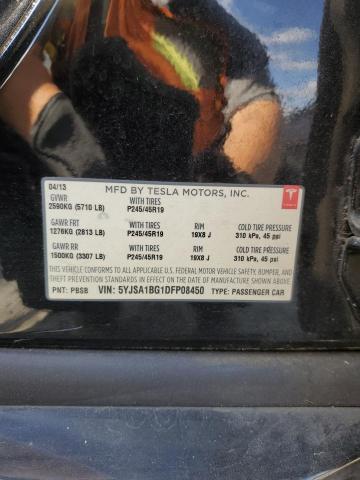 04/13 MFD BY TESLA MOTORS, INC.
GVWR WITH TIRES
2590KG (5710 LB) P245/45R19
GAWR FRT WITH TIRES RIM COLD TIRE PRESSURE
1276KG (2813 LB) P245/45R19 19X8 J 310 kPa, 45 psi
GAWR RR WITH TIRES RIM COLD TIRE PRESSURE
1500KG (3307 LB) P245/45R19 19X8 J 310 kPa, 45 psi
THIS VEHICLE CONFORMS TO ALL APPLICABLE U.S. FEDERAL MOTOR VEHICLE SAFETY, BUMPER, AND
THEFT PREVENTION STANDARDS IN EFFECT ON THE DATE OF MANUFACTURE SHOWN ABOVE.
PNT: PBSB VIN: 5YJSA1BG1DFP08450 TYPE: PASSENGER CAR